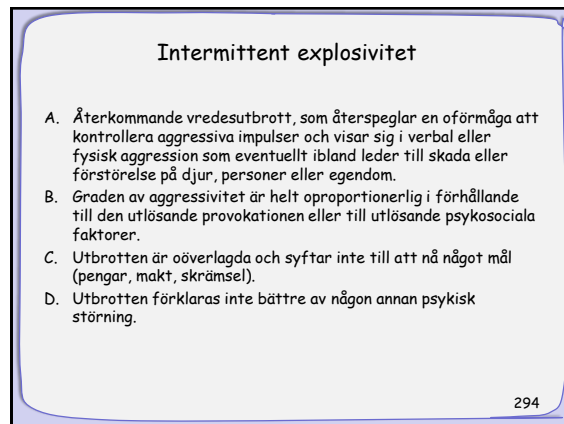 Intermittent explosivitet
A. Återkommande vredesutbrott, som återspeglar en oförmåga att
kontrollera aggressiva impulser och visar sig i verbal eller
fysisk aggression som eventuellt ibland leder till skada eller
förstörelse på djur, personer eller egendom.
B. Graden av aggressivitet är helt oproportionerlig i förhållande
till den utlösande provokationen eller till utlösande psykosociala
faktorer.
C. Utbrotten är oöverlagda och syftar inte till att nå något mål
(pengar, makt, skrämsel).
D. Utbrotten förklaras inte bättre av någon annan psykisk
störning.
294